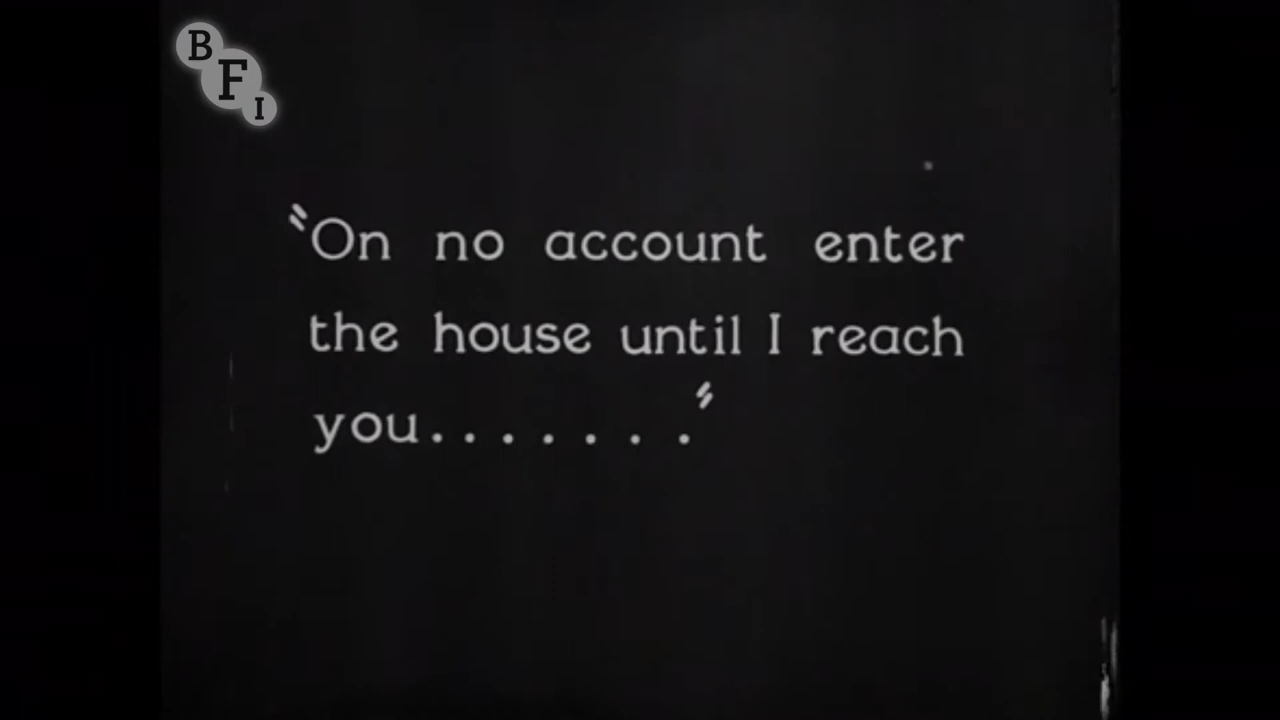 BFI
"On no account enter
the house until I reach
you......."